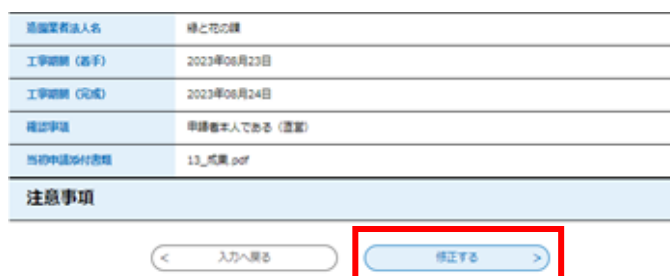 造園業者法人名 緑と花の課
工事期間（着手） 2023年08月23日
工事期間（完成） 2023年08月24日
確認事項 申請者本人である（直営）
当初申請添付書類 13_成果.pdf
注意事項
< 入力へ戻る
修正する >